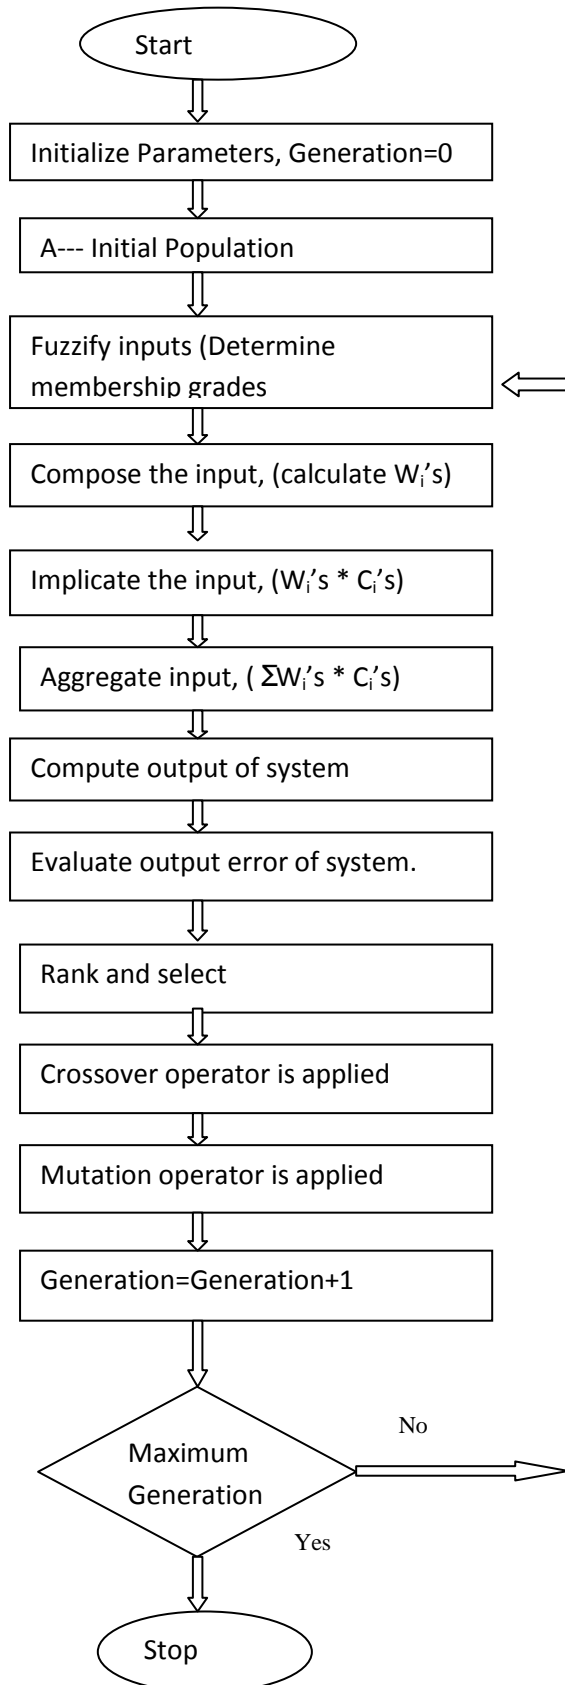 Start
Initialize Parameters, Generation=0
A--- Initial Population
Fuzzify inputs (Determine
membership grades
Compose the input, (calculate Wi's)
Implicate the input, (Wi's * Ci's)
Aggregate input, ( ΣWi's * Ci's)
Compute output of system
Evaluate output error of system.
Rank and select
Crossover operator is applied
Mutation operator is applied
Generation=Generation+1
No
Maximum
Generation
Yes
Stop